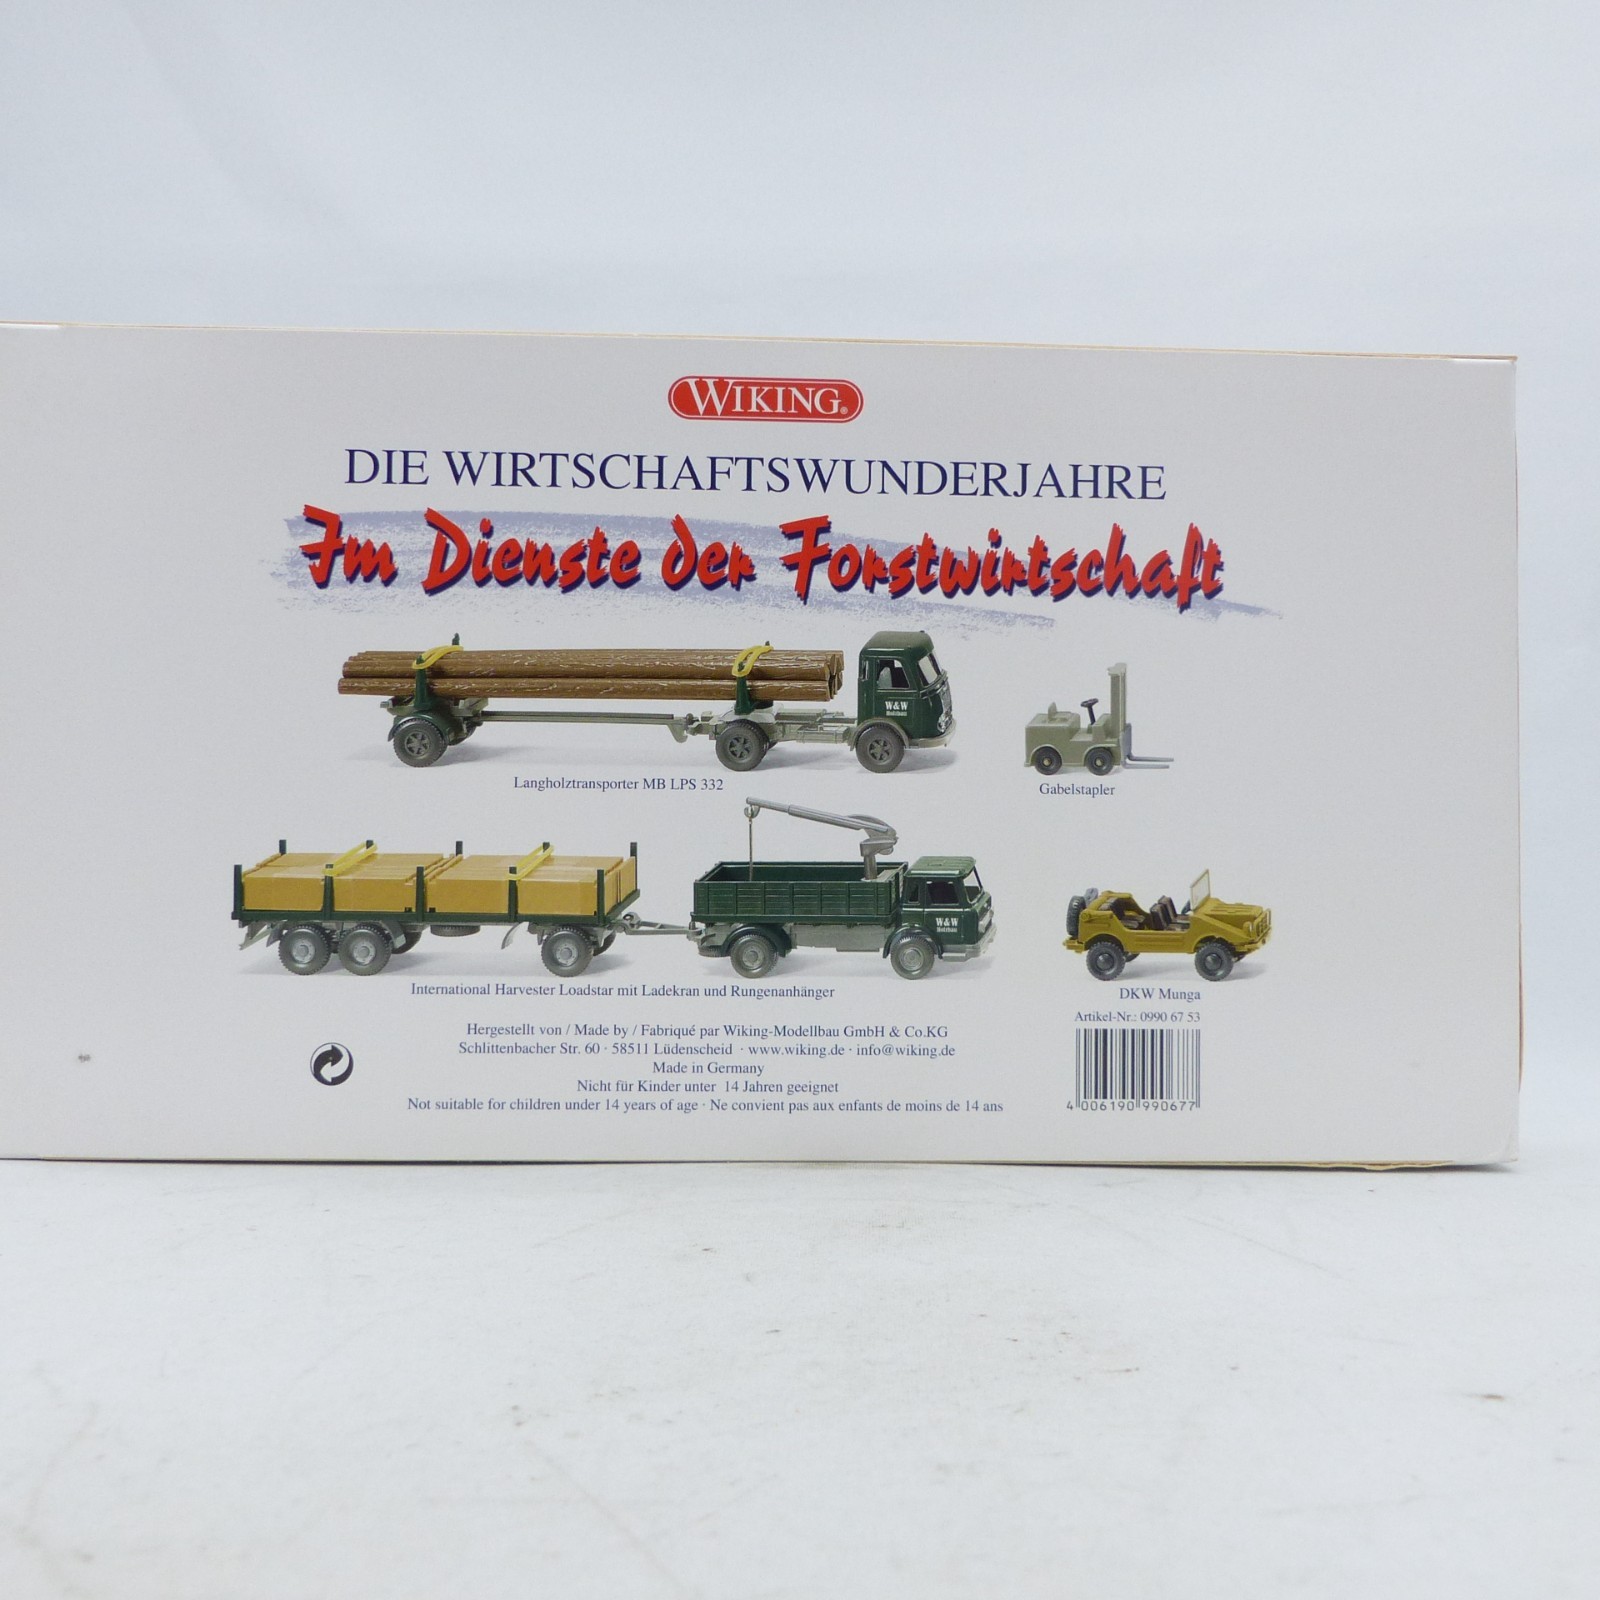 WIKING®
DIE WIRTSCHAFTSWUNDERJAHRE
Im Dienste der Forstwirtschaft
W&W
Holzbau
Langholztransporter MB LPS 332
Gabelstapler
W&W
Holzbau
International Harvester Loadstar mit Ladekran und Rungenanhänger
DKW Munga
Artikel-Nr.: 0990 67 53
Hergestellt von / Made by / Fabriqué par Wiking-Modellbau GmbH & Co.KG
Schlittenbacher Str. 60 · 58511 Lüdenscheid · www.wiking.de · info@wiking.de
Made in Germany
Nicht für Kinder unter 14 Jahren geeignet
Not suitable for children under 14 years of age · Ne convient pas aux enfants de moins de 14 ans
4 006190 990677